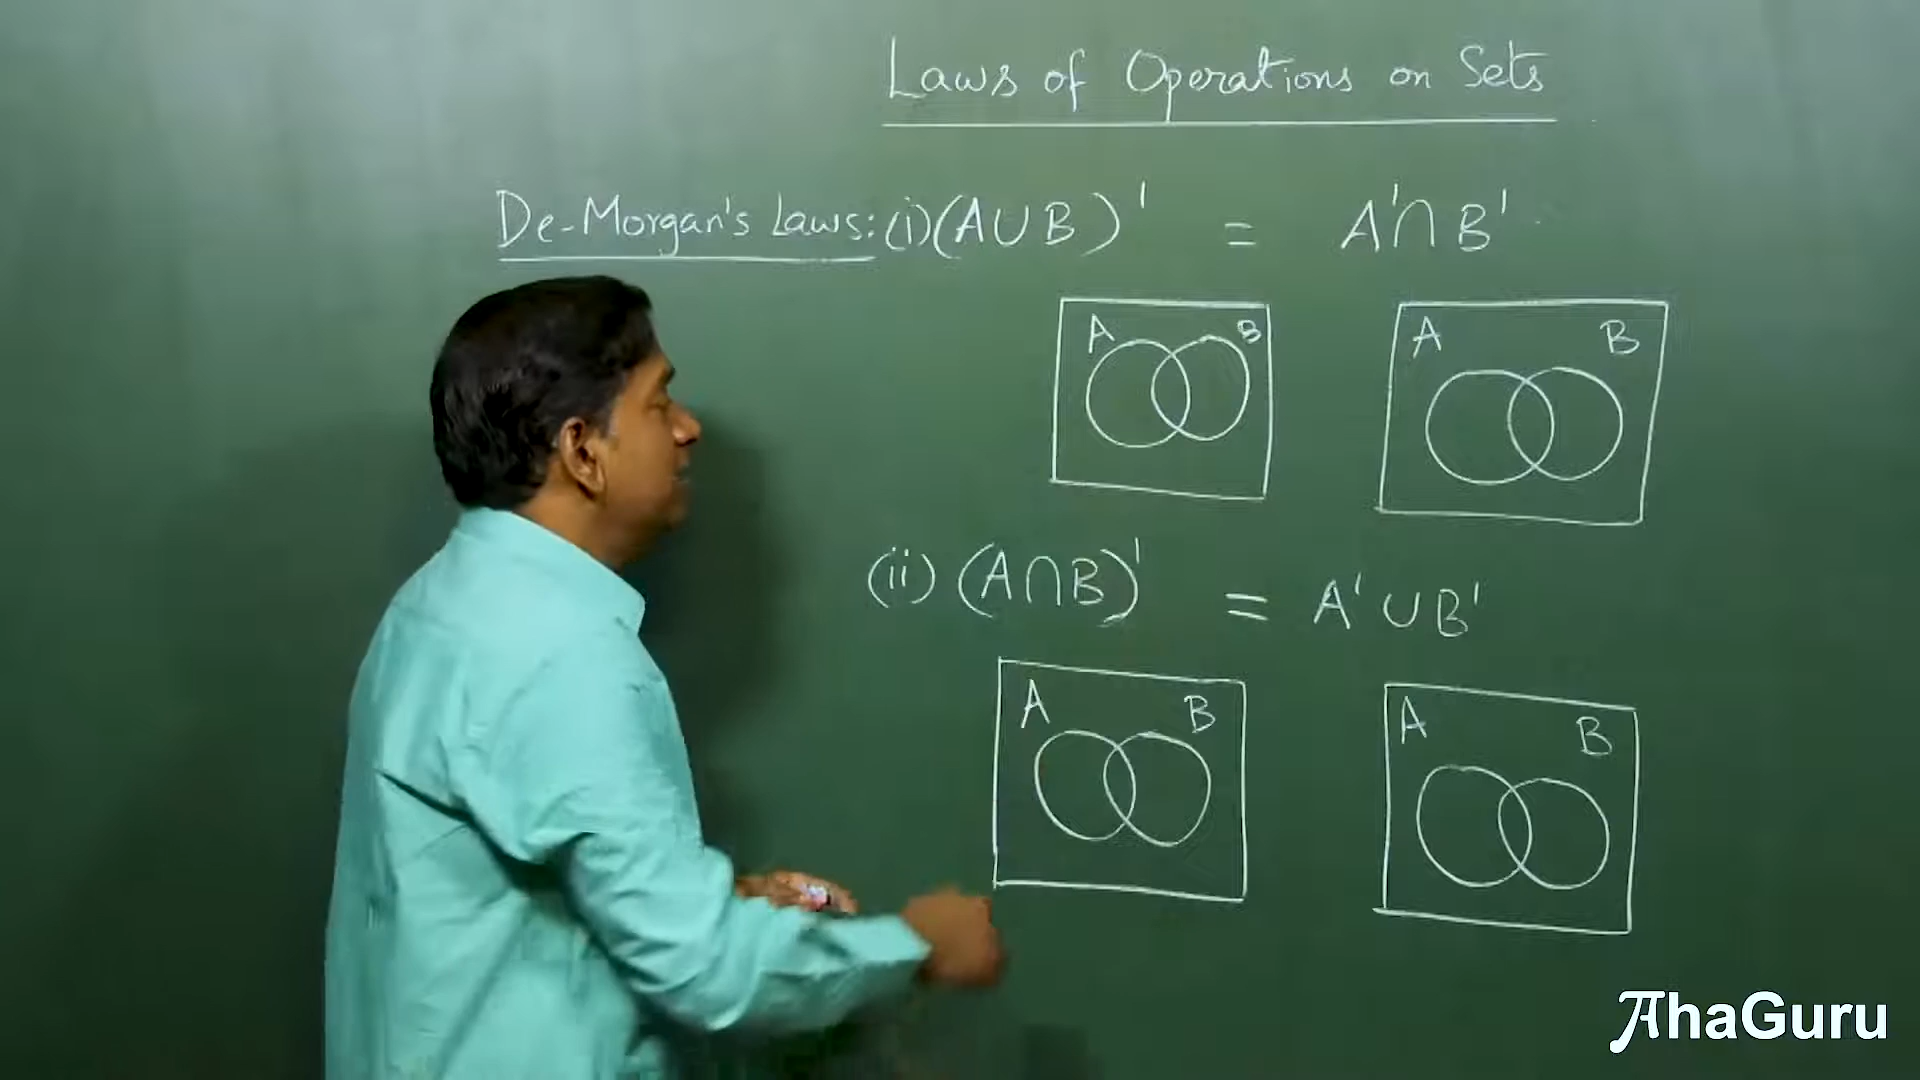 Laws of Operations on Sets
De-Morgan's Laws: (i) (A∪B)' = A'∩B'
A B
A B
(ii) (A∩B)' = A'∪B'
A B
A B
AhaGuru